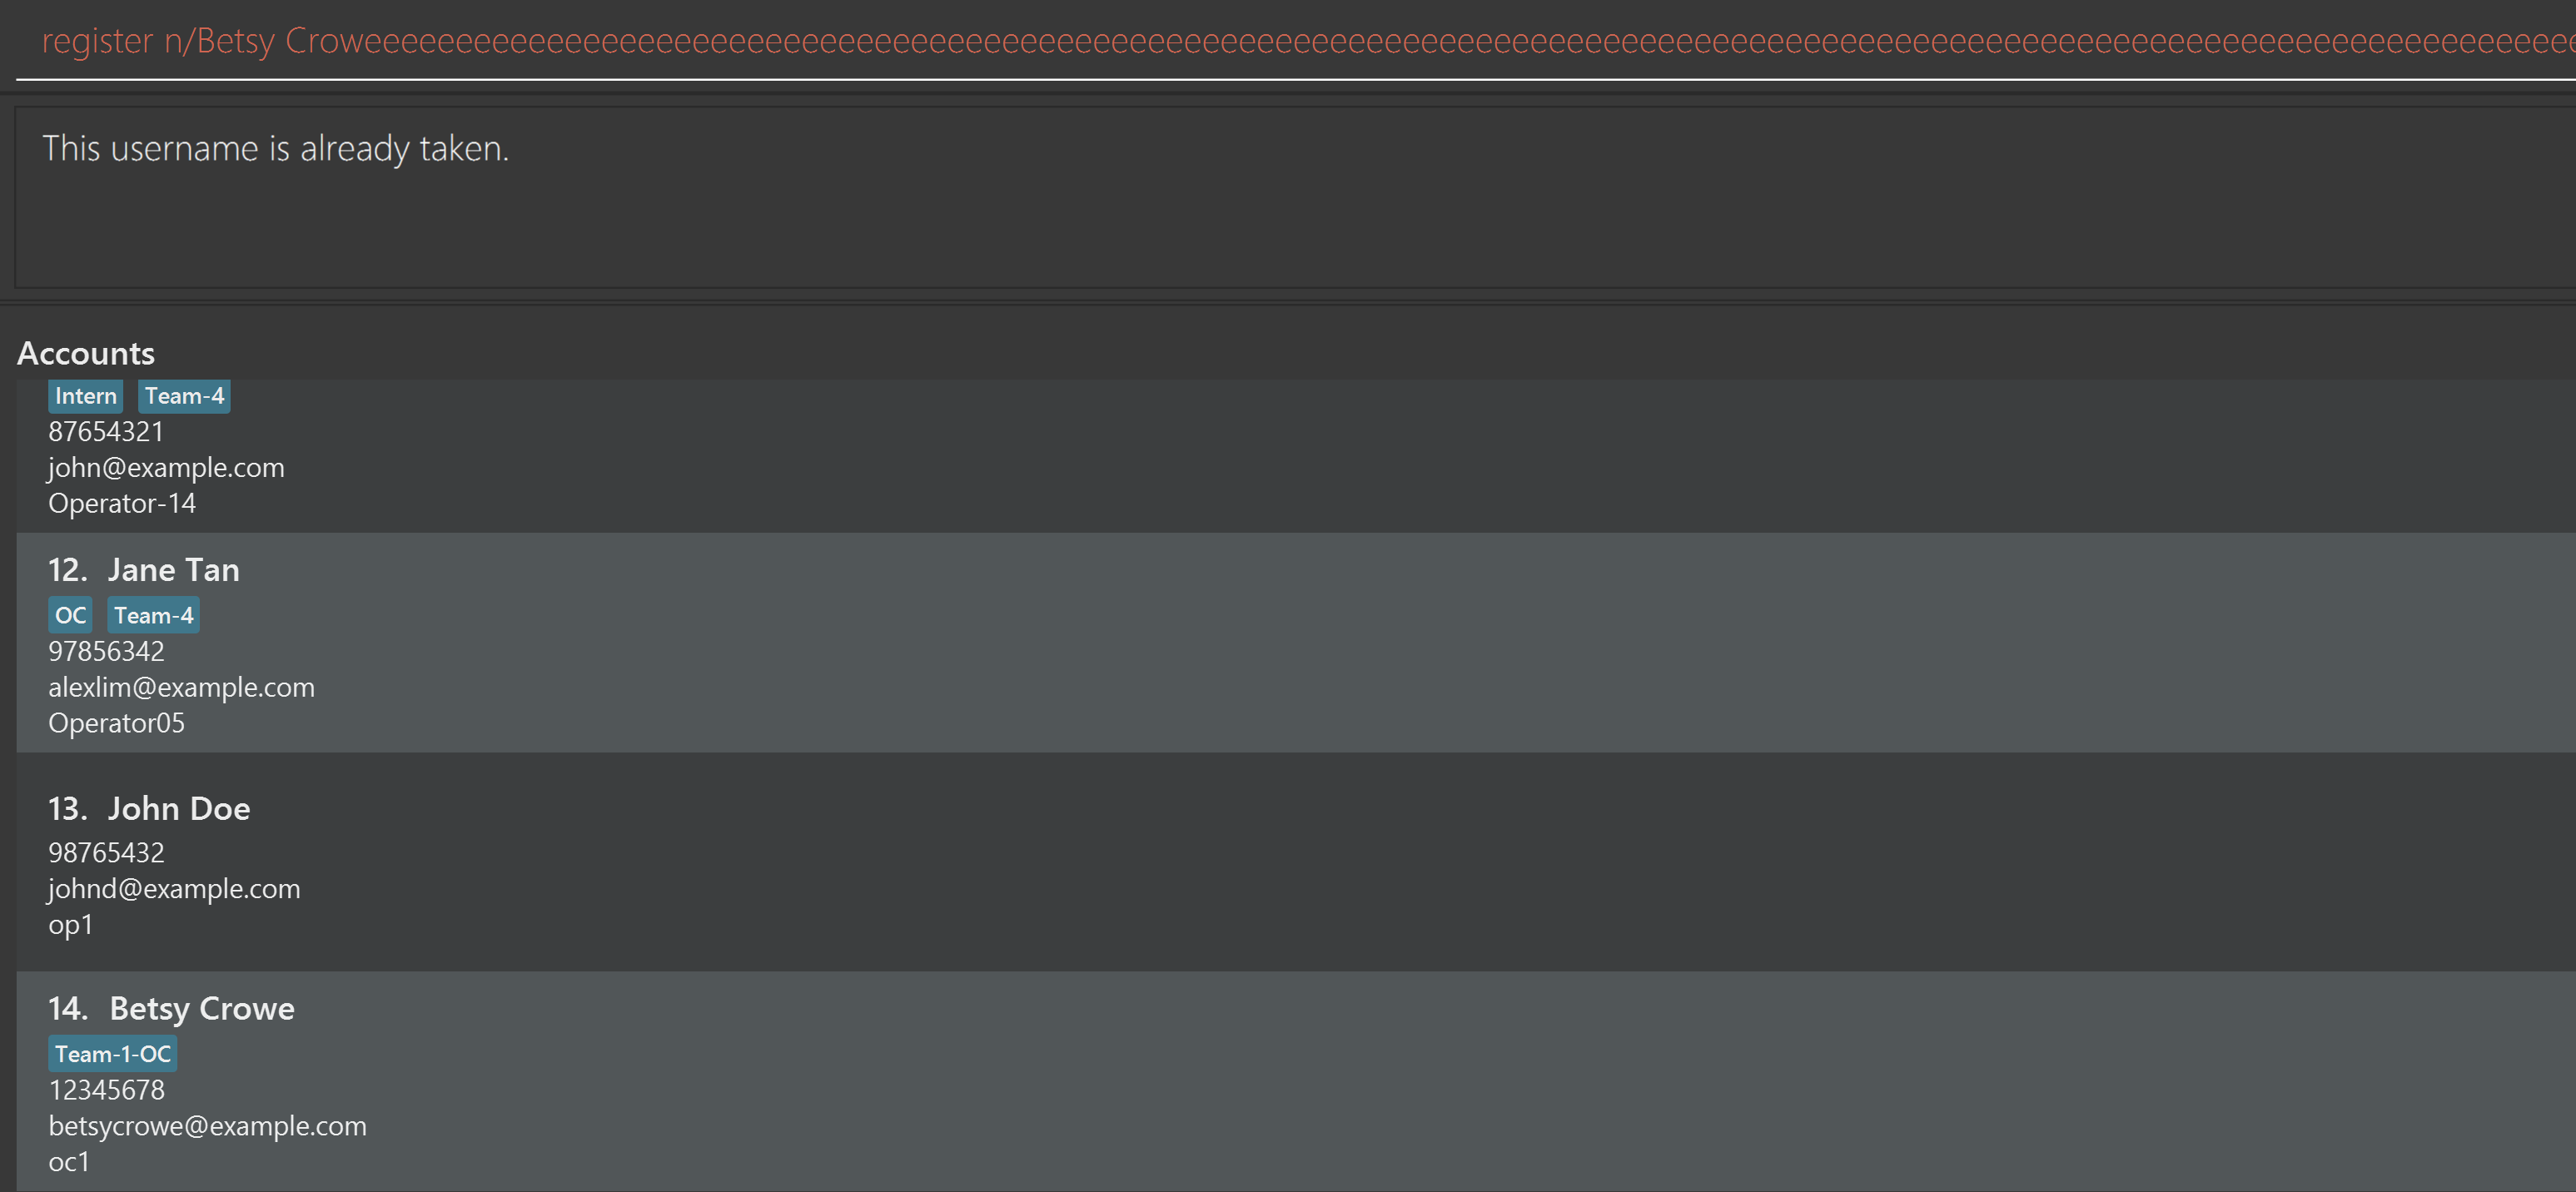 register n/Betsy Croweeeeeeeeeeeeeeeeeeeeeeeeeeeeeeeeeeeeeeeeeeeeeeeeeeeeeeeeeeeeeeeeeeeeeeeeeeeeeeeeeeeeeeeeeeeeeeeeeeeeeeeeeeeeeeeeeeeeeeeeeee
This username is already taken.
Accounts
Intern Team-4
87654321
john@example.com
Operator-14
12. Jane Tan
OC Team-4
97856342
alexlim@example.com
Operator05
13. John Doe
98765432
johnd@example.com
op1
14. Betsy Crowe
Team-1-OC
12345678
betsycrowe@example.com
oc1